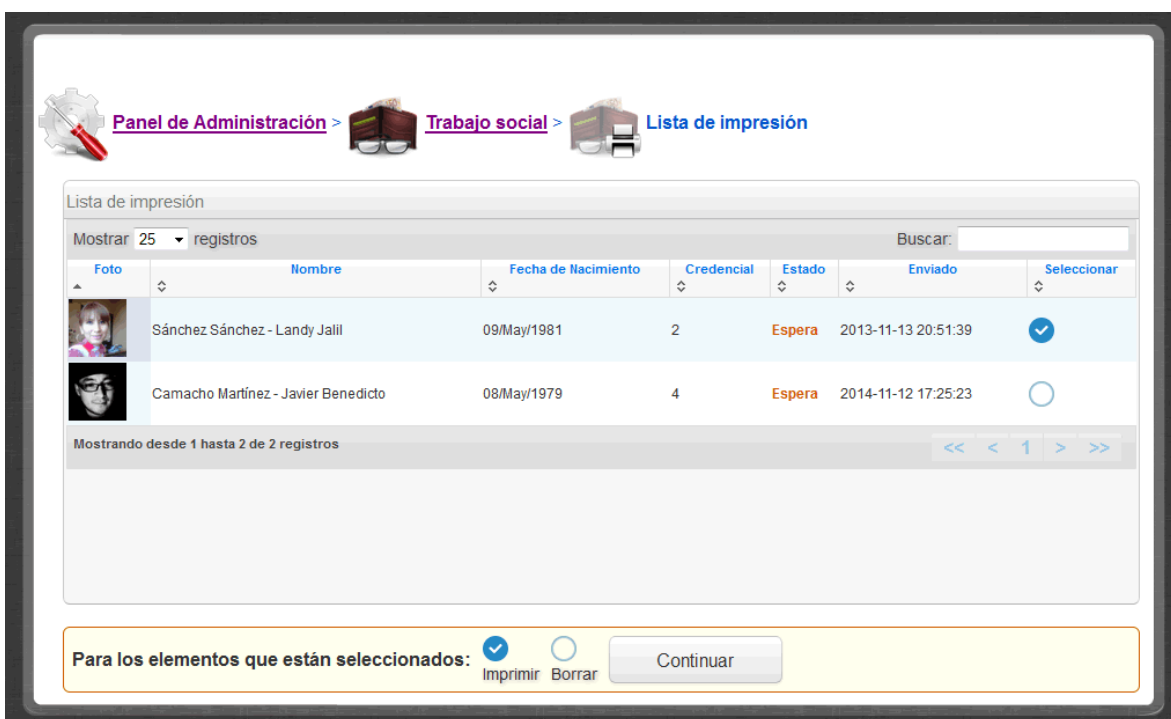 Panel de Administración > Trabajo social > Lista de impresión
Lista de impresión
Mostrar 25 registros Buscar:
Foto Nombre Fecha de Nacimiento Credencial Estado Enviado Seleccionar
Sánchez Sánchez - Landy Jalil 09/May/1981 2 Espera 2013-11-13 20:51:39
Camacho Martínez - Javier Benedicto 08/May/1979 4 Espera 2014-11-12 17:25:23
Mostrando desde 1 hasta 2 de 2 registros << < 1 > >>
Para los elementos que están seleccionados: Imprimir Borrar Continuar